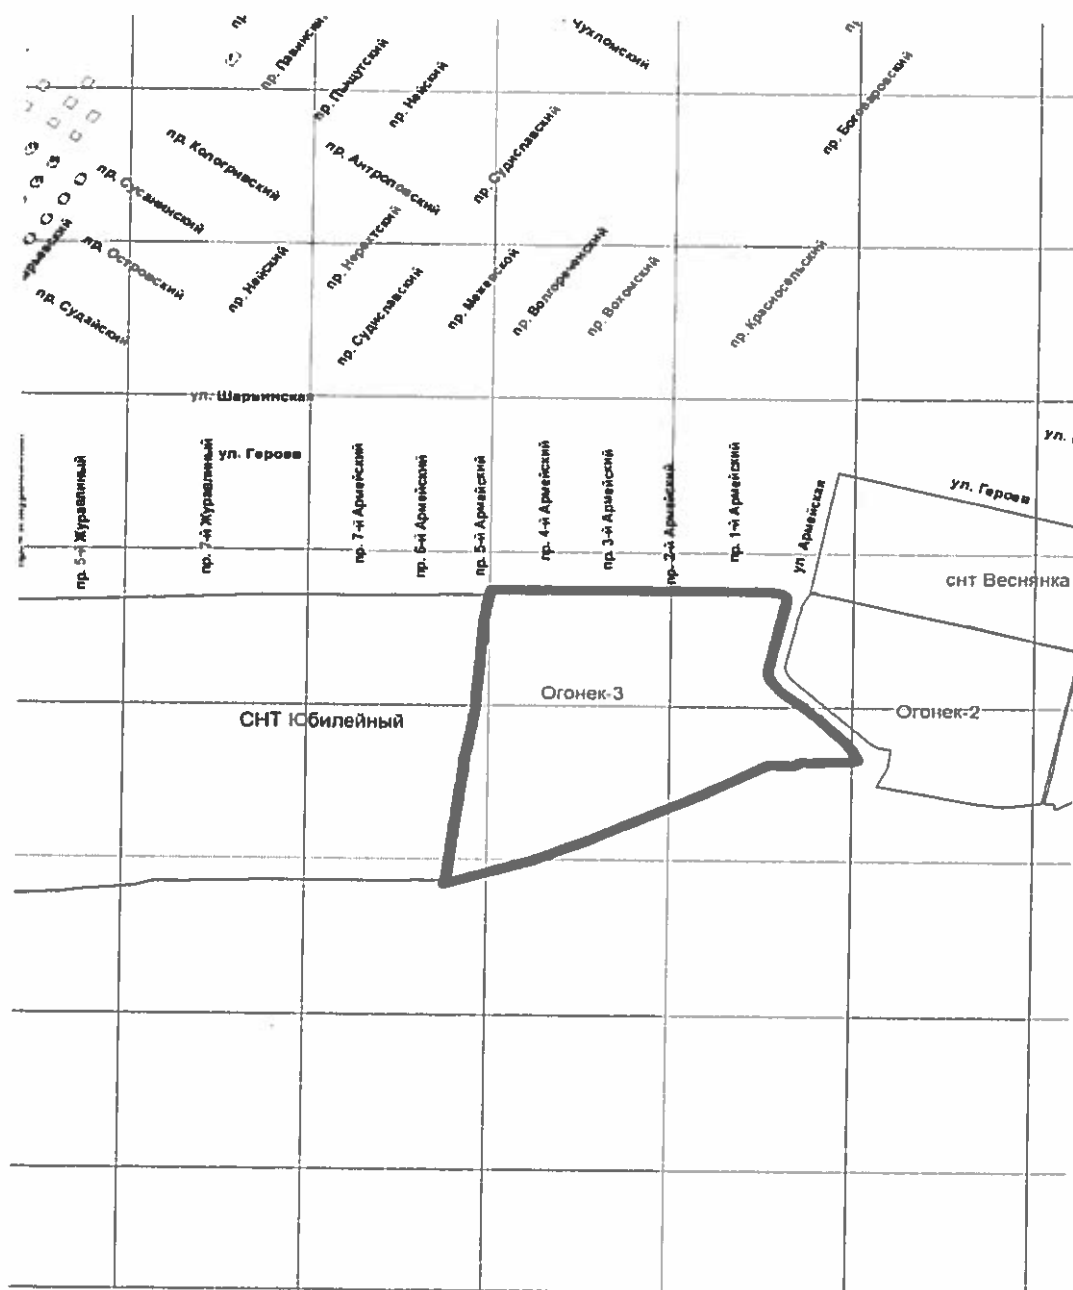 пр.
пр. Павинский
пр. Пыщугский
пр. Нейский
Чухломский
пр. Боговаровский
пр. Кологривский
пр. Антроповский
пр. Судиславский
пр. Сусанинский
пр. Островский
пр. Судайский
пр. Нейский
пр. Нерехтский
пр. Судиславский
пр. Межевской
пр. Волгореченский
пр. Вохомский
пр. Красносельский
ул. Шарьинская
ул. Героев
пр. 5-й Журавлиный
пр. 7-й Журавлиный
пр. 7-й Армейский
пр. 6-й Армейский
пр. 5-й Армейский
пр. 4-й Армейский
пр. 3-й Армейский
пр. 2-й Армейский
пр. 1-й Армейский
ул. Армейская
ул.
ул. Героев
снт Веснянка
Огонек-3
Огонек-2
СНТ Юбилейный